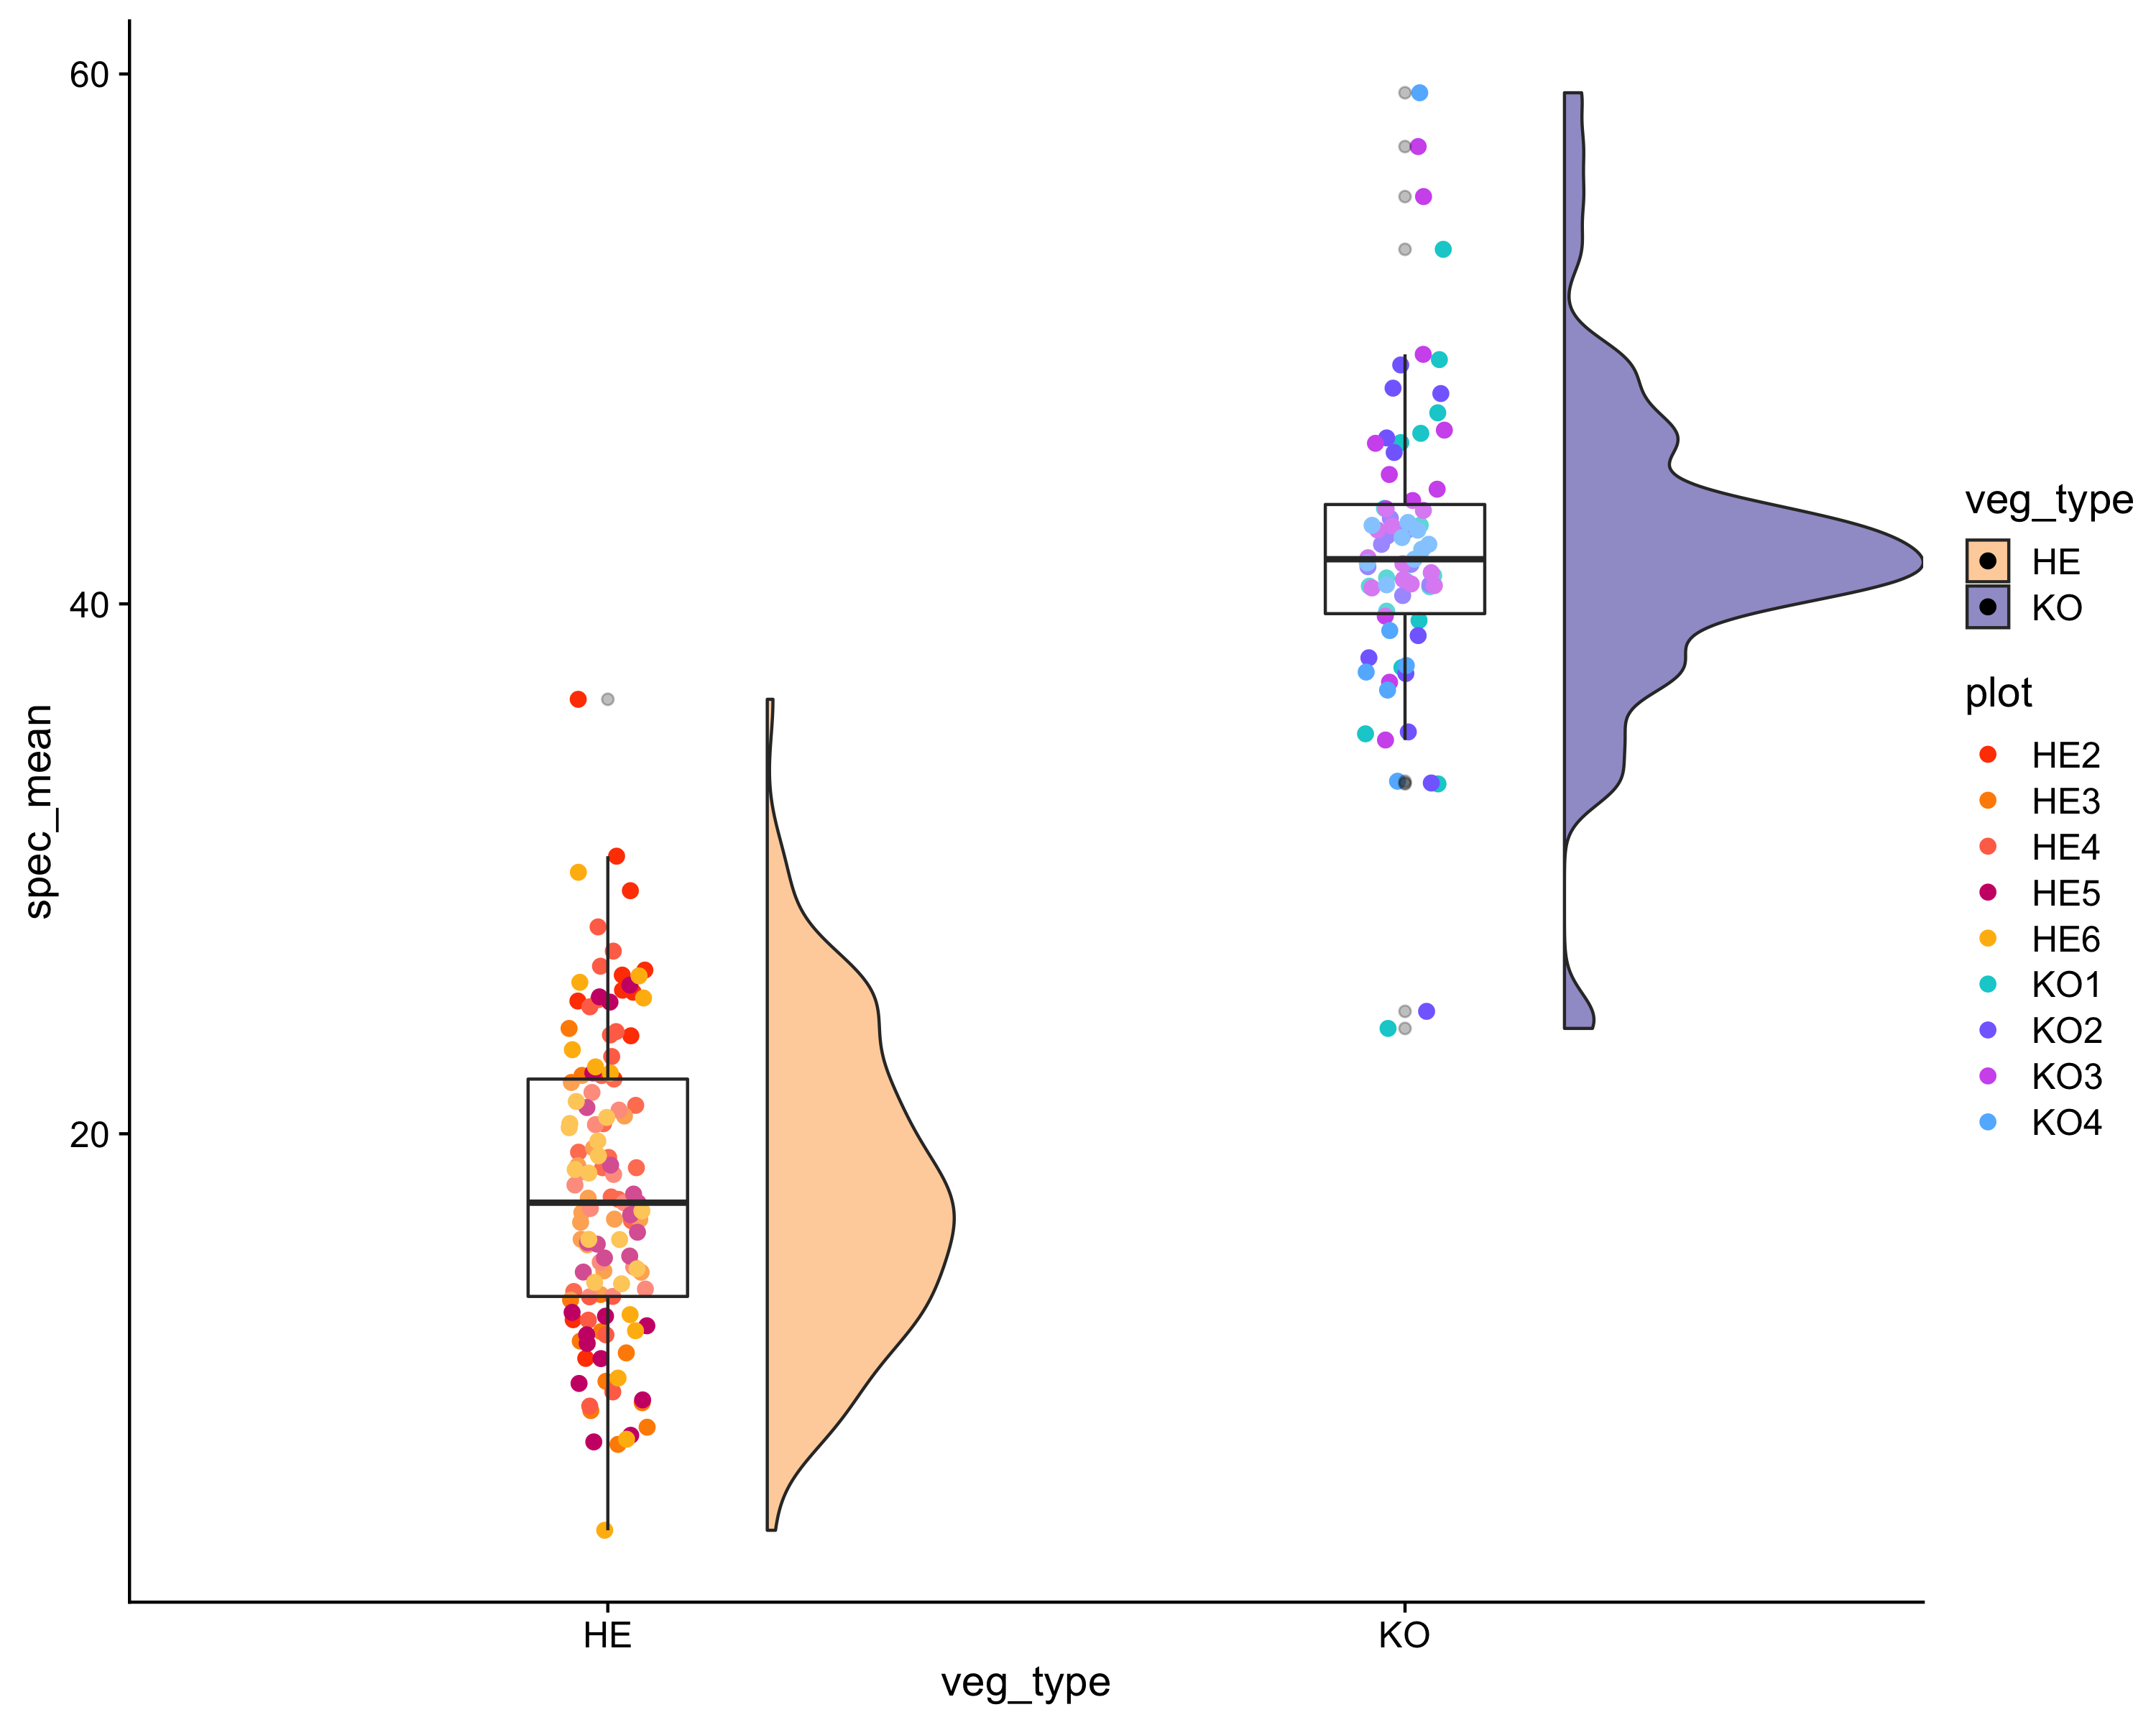 60
40
20
spec_mean
HE
KO
veg_type
veg_type
HE
KO
plot
HE2
HE3
HE4
HE5
HE6
KO1
KO2
KO3
KO4